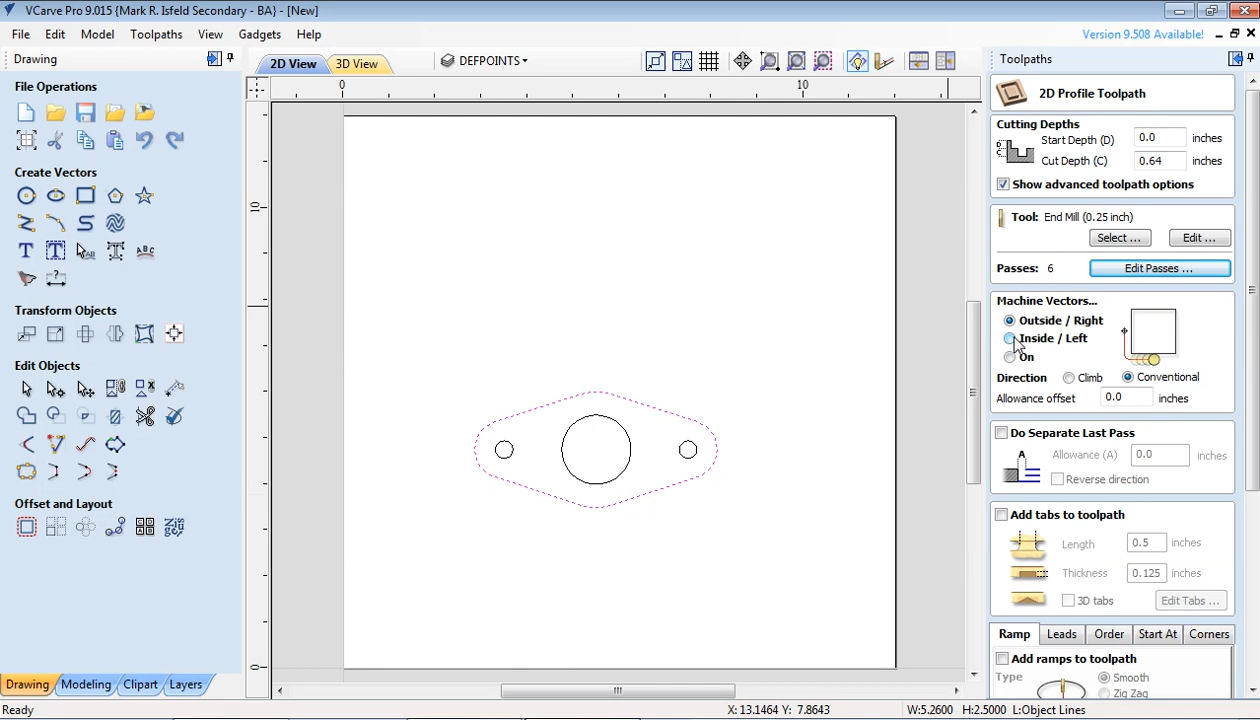 VCarve Pro 9.015 {Mark R. Isfeld Secondary - BA} - [New]
File Edit Model Toolpaths View Gadgets Help
Version 9.508 Available!
Drawing
2D View
3D View
DEFPOINTS
Toolpaths
File Operations
Create Vectors
T T T T ABC
AB
?
Transform Objects
Edit Objects
Offset and Layout
0
10
10
0
2D Profile Toolpath
Cutting Depths
Start Depth (D) 0.0 inches
Cut Depth (C) 0.64 inches
Show advanced toolpath options
Tool: End Mill (0.25 inch)
Select ... Edit ...
Passes: 6 Edit Passes ...
Machine Vectors...
Outside / Right
Inside / Left
On
Direction Climb Conventional
Allowance offset 0.0 inches
Do Separate Last Pass
A Allowance (A) 0.0 inches
Reverse direction
Add tabs to toolpath
Length 0.5 inches
Thickness 0.125 inches
3D tabs Edit Tabs ...
Ramp Leads Order Start At Corners
Add ramps to toolpath
Type Smooth
Zig Zag
Drawing Modeling Clipart Layers
Ready
X: 13.1464 Y: 7.8643
W:5.2600 H:2.5000 L:Object Lines